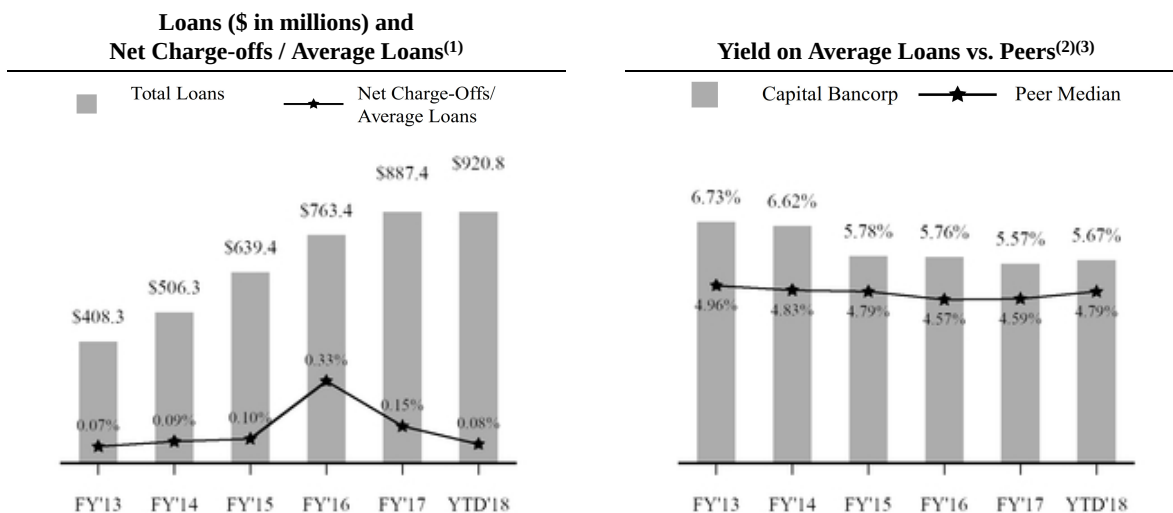 Loans ($ in millions) and
Net Charge-offs / Average Loans(1)
Total Loans
Net Charge-Offs/
Average Loans
$920.8
$887.4
$763.4
$639.4
$506.3
$408.3
0.33%
0.15%
0.07%
0.09%
0.10%
0.08%
FY'13 FY'14 FY'15 FY'16 FY'17 YTD'18
Yield on Average Loans vs. Peers(2)(3)
Capital Bancorp
Peer Median
6.73%
6.62%
5.78%
5.76%
5.57%
5.67%
4.96%
4.83%
4.79%
4.57%
4.59%
4.79%
FY'13 FY'14 FY'15 FY'16 FY'17 YTD'18